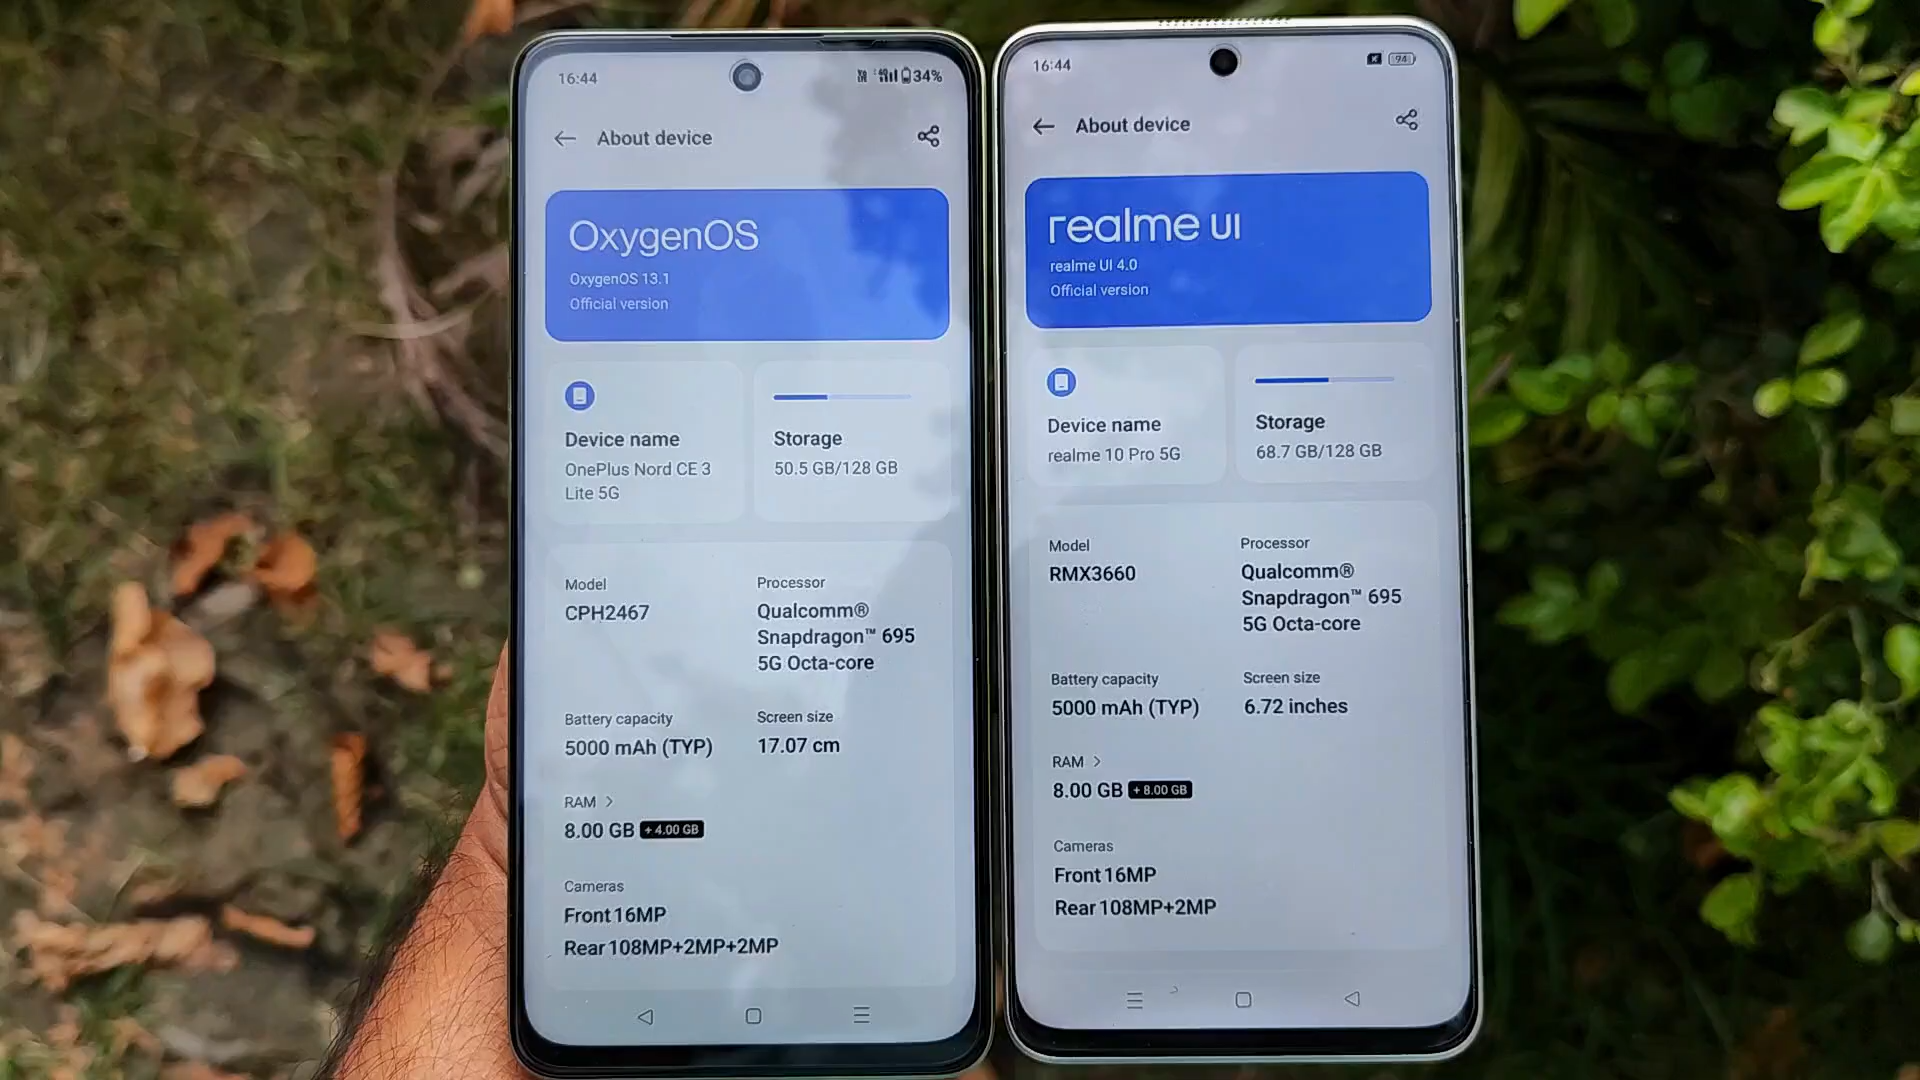 16:44
34%
About device
OxygenOS
OxygenOS 13.1
Official version
Device name
OnePlus Nord CE 3
Lite 5G
Storage
50.5 GB/128 GB
Model
CPH2467
Processor
Qualcomm®
Snapdragon™ 695
5G Octa-core
Battery capacity
5000 mAh (TYP)
Screen size
17.07 cm
RAM
8.00 GB + 4.00 GB
Cameras
Front 16MP
Rear 108MP+2MP+2MP
16:44
94
About device
realme UI
realme UI 4.0
Official version
Device name
realme 10 Pro 5G
Storage
68.7 GB/128 GB
Model
RMX3660
Processor
Qualcomm®
Snapdragon™ 695
5G Octa-core
Battery capacity
5000 mAh (TYP)
Screen size
6.72 inches
RAM
8.00 GB + 8.00 GB
Cameras
Front 16MP
Rear 108MP+2MP